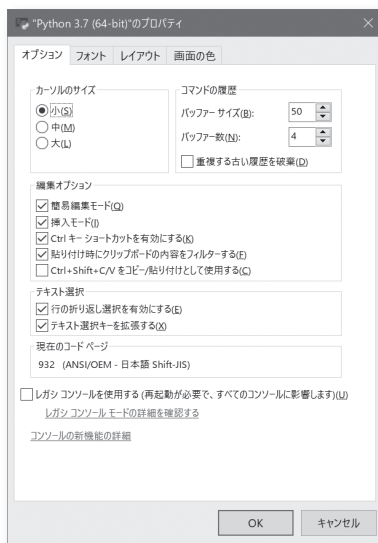 "Python 3.7 (64-bit)"のプロパティ
オプション フォント レイアウト 画面の色
カーソルのサイズ
小(S)
中(M)
大(L)
コマンドの履歴
バッファー サイズ(B): 50
バッファー数(N): 4
重複する古い履歴を破棄(D)
編集オプション
簡易編集モード(Q)
挿入モード(I)
Ctrl キー ショートカットを有効にする(K)
貼り付け時にクリップボードの内容をフィルターする(F)
Ctrl+Shift+C/V をコピー/貼り付けとして使用する(C)
テキスト選択
行の折り返し選択を有効にする(E)
テキスト選択キーを拡張する(X)
現在のコード ページ
932 (ANSI/OEM - 日本語 Shift-JIS)
レガシ コンソールを使用する (再起動が必要で、すべてのコンソールに影響します)(U)
レガシ コンソール モードの詳細を確認する
コンソールの新機能の詳細
OK キャンセル